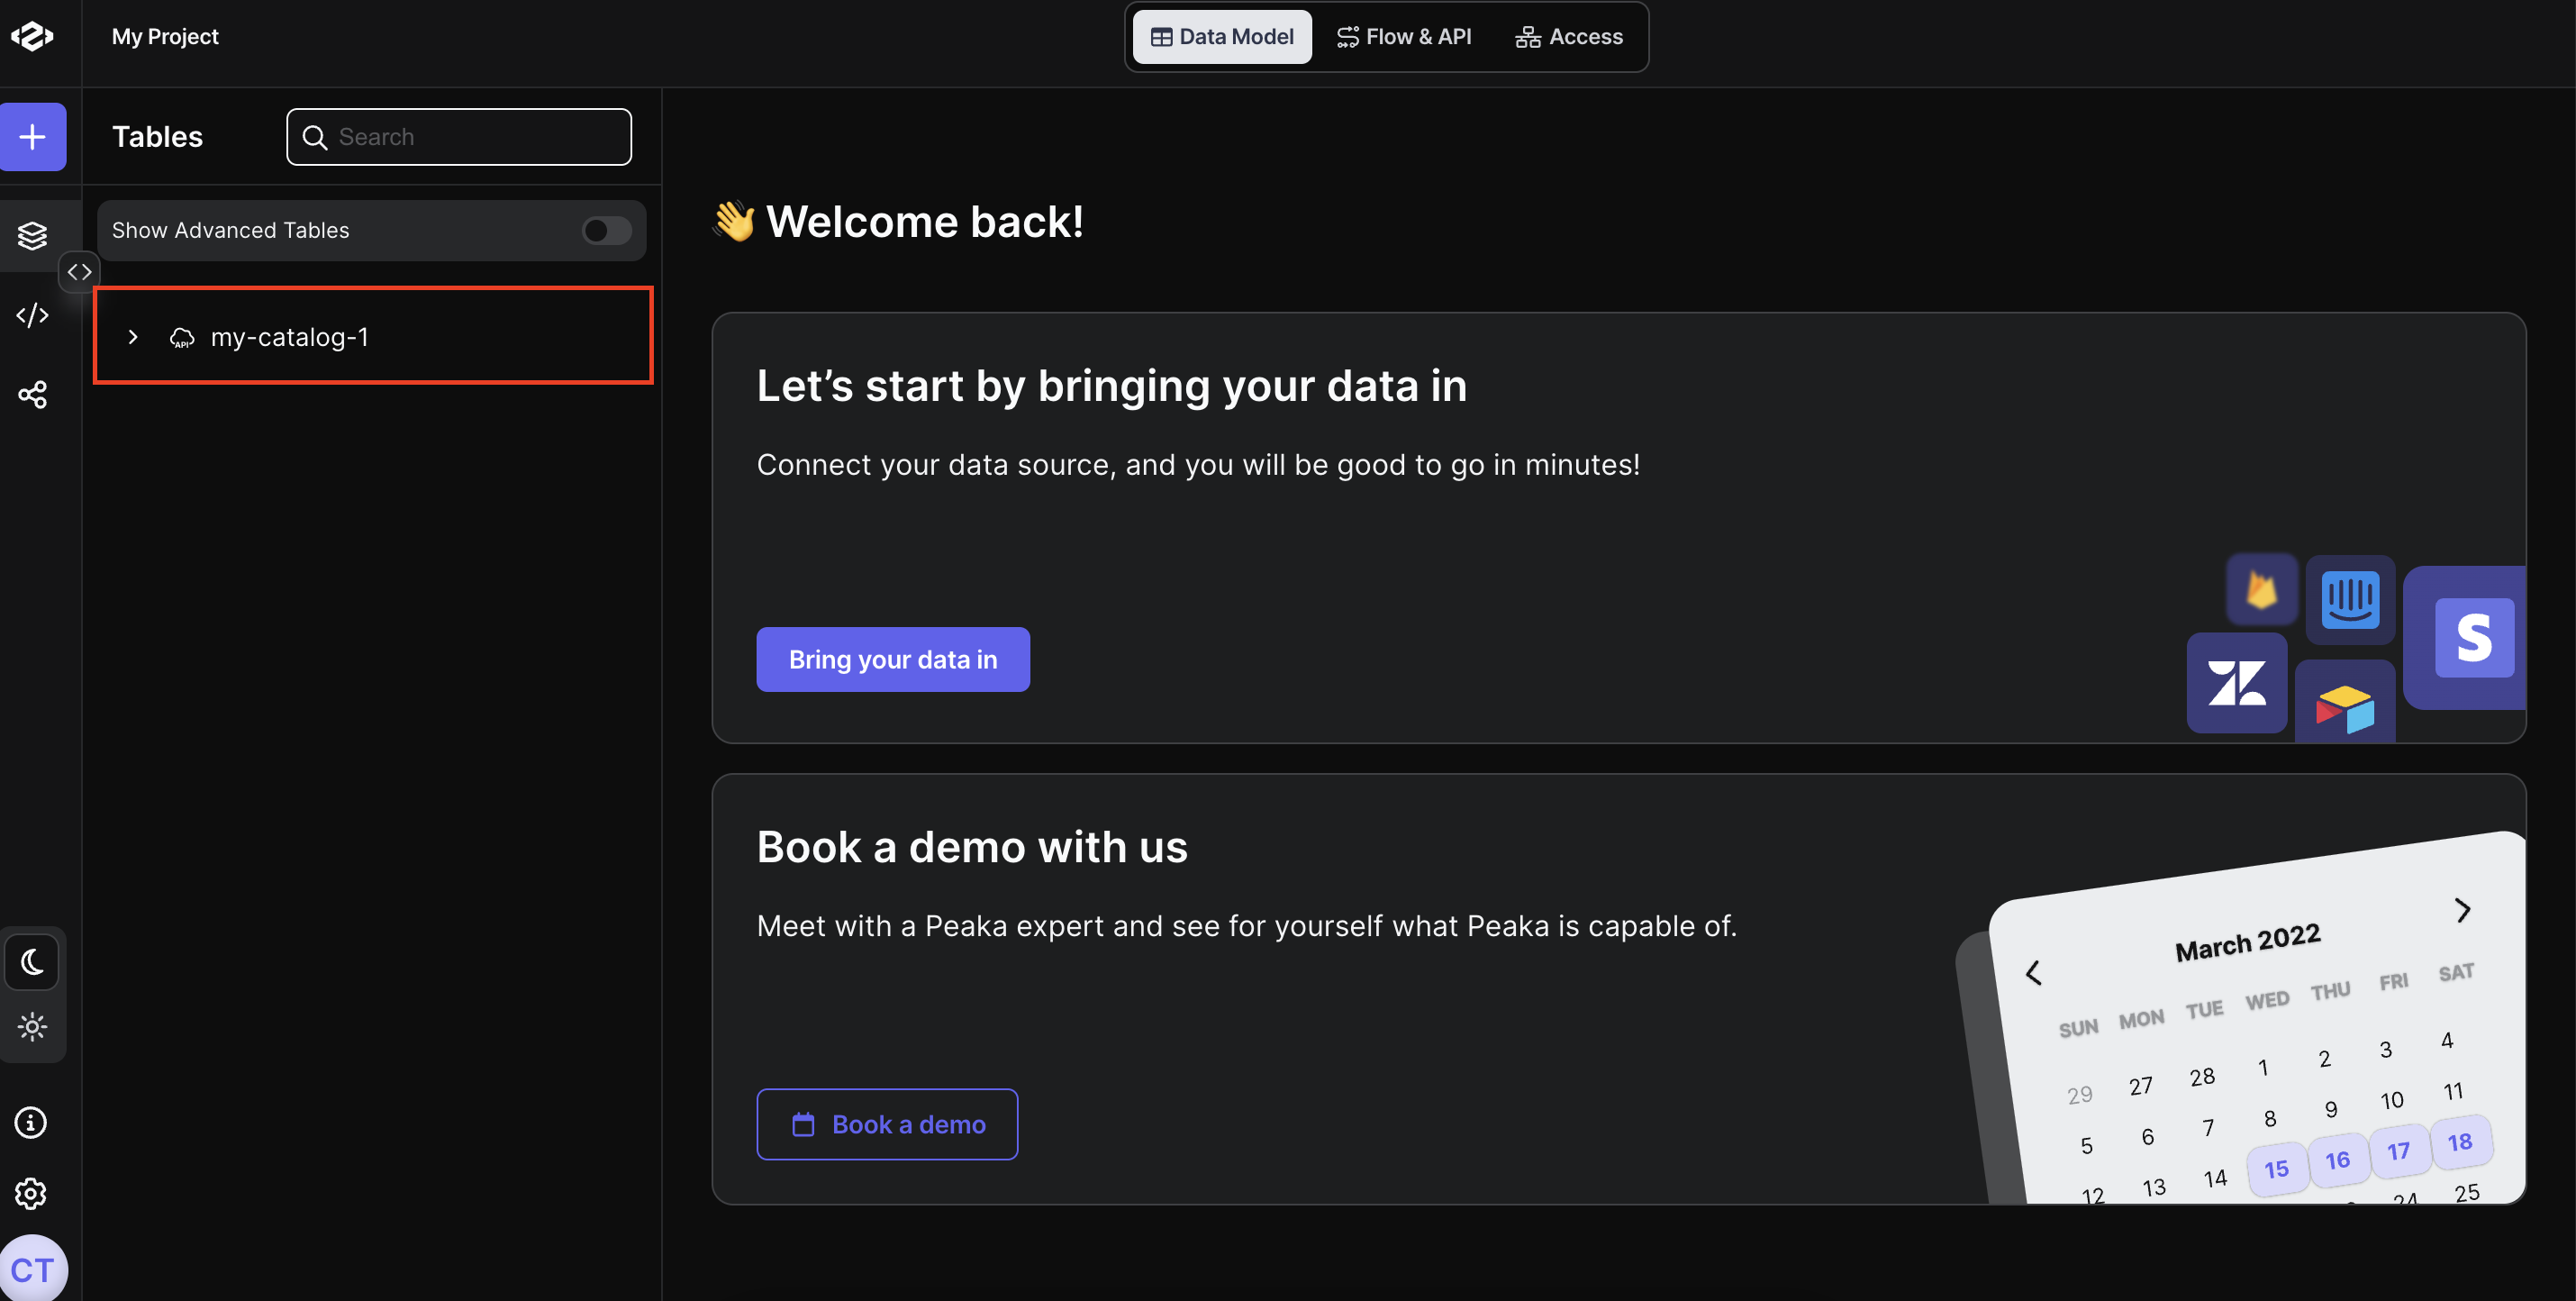 My Project
Data Model
Flow & API
Access
Tables
Search
Show Advanced Tables
API
my-catalog-1
👋 Welcome back!
Let’s start by bringing your data in
Connect your data source, and you will be good to go in minutes!
Bring your data in
S
Book a demo with us
Meet with a Peaka expert and see for yourself what Peaka is capable of.
Book a demo
March 2022
SUN MON TUE WED THU FRI SAT
29 27 28 1 2 3 4
5 6 7 8 9 10 11
12 13 14 15 16 17 18
24 25
CT